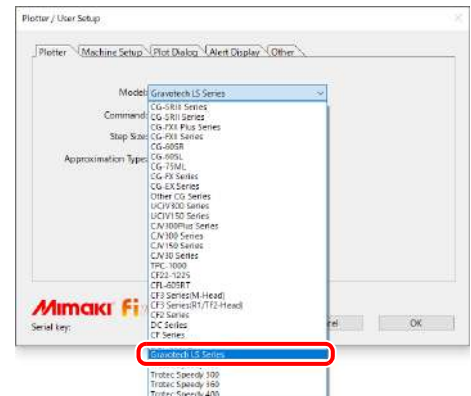 Plotter / User Setup
Plotter
Machine Setup
Plot Dialog
Alert Display
Other
Model:
Gravotech LS Series
Command:
Step Size:
Approximation Type:
CG-SRIII Series
CG-SRII Series
CG-FXII Plus Series
CG-FXII Series
CG-60SR
CG-60SL
CG-75ML
CG-FX Series
CG-EX Series
Other CG Series
UCJV300 Series
UCJV150 Series
CJV300Plus Series
CJV300 Series
CJV150 Series
CJV30 Series
TPC-1000
CF22-1225
CFL-605RT
CF3 Series(M-Head)
CF3 Series(R1/TF2-Head)
CF2 Series
DC Series
CF Series
Gravotech LS Series
Trotec Speedy 300
Trotec Speedy 360
Trotec Speedy 400
Mimaki Fi
Serial key:
OK